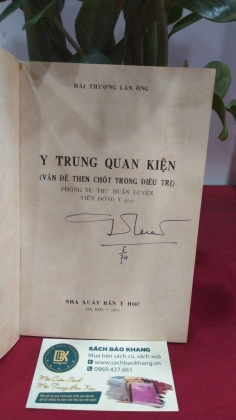 HẢI THƯỢNG LÃN ÔNG
Y TRUNG QUAN KIỆN
(VẤN ĐỀ THEN CHỐT TRONG ĐIỀU TRỊ)
PHÒNG TU THƯ HUẤN LUYỆN
VIỆN ĐÔNG Y dịch
NHÀ XUẤT BẢN Y HỌC
HÀ NỘI - 1971
SÁCH BẢO KHANG
Mua bán sách cũ, sách xưa
www.sachbaokhang.vn
0969.427.661